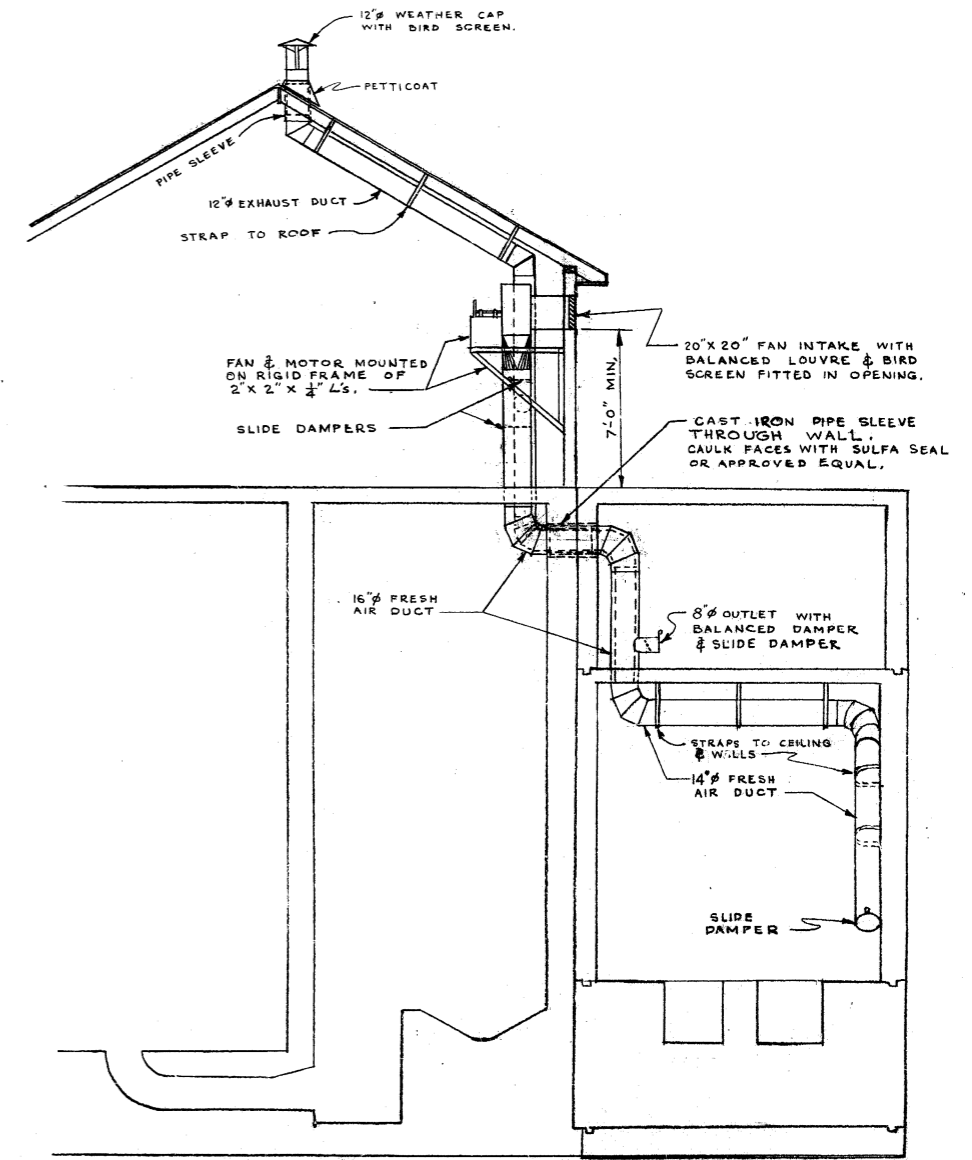 12"ø WEATHER CAP
WITH BIRD SCREEN.
PETTICOAT
PIPE SLEEVE
12"ø EXHAUST DUCT
STRAP TO ROOF
20"X 20" FAN INTAKE WITH
BALANCED LOUVRE & BIRD
SCREEN FITTED IN OPENING.
FAN & MOTOR MOUNTED
ON RIGID FRAME OF
2" X 2" X 1/4" L's.
7'-0" MIN.
SLIDE DAMPERS
CAST IRON PIPE SLEEVE
THROUGH WALL.
CAULK FACES WITH SULFA SEAL
OR APPROVED EQUAL.
16"ø FRESH
AIR DUCT
8"ø OUTLET WITH
BALANCED DAMPER
& SLIDE DAMPER
STRAPS TO CEILING
& WALLS
14"ø FRESH
AIR DUCT
SLIDE
DAMPER